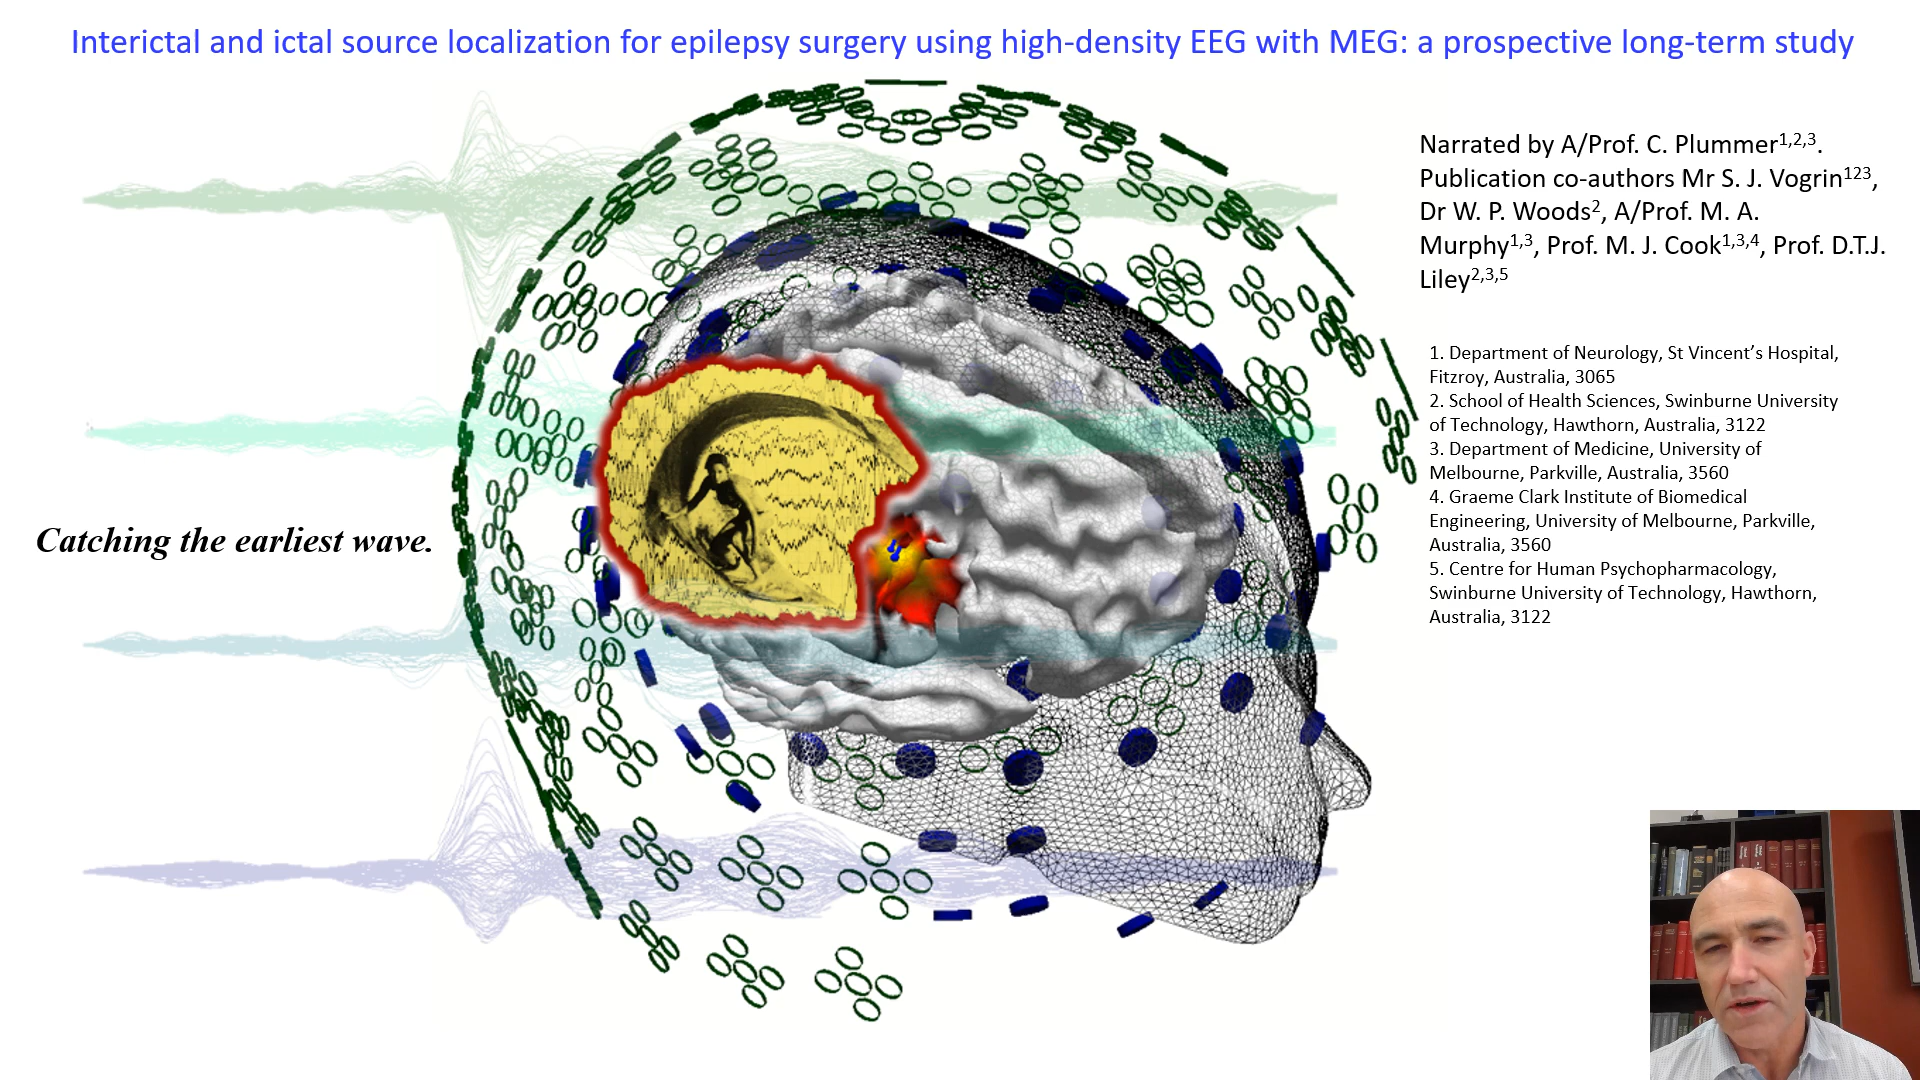 Interictal and ictal source localization for epilepsy surgery using high-density EEG with MEG: a prospective long-term study
Narrated by A/Prof. C. Plummer1,2,3.
Publication co-authors Mr S. J. Vogrin123,
Dr W. P. Woods2, A/Prof. M. A.
Murphy1,3, Prof. M. J. Cook1,3,4, Prof. D.T.J.
Liley2,3,5
1. Department of Neurology, St Vincent’s Hospital,
Fitzroy, Australia, 3065
2. School of Health Sciences, Swinburne University
of Technology, Hawthorn, Australia, 3122
3. Department of Medicine, University of
Melbourne, Parkville, Australia, 3560
4. Graeme Clark Institute of Biomedical
Engineering, University of Melbourne, Parkville,
Australia, 3560
5. Centre for Human Psychopharmacology,
Swinburne University of Technology, Hawthorn,
Australia, 3122
Catching the earliest wave.